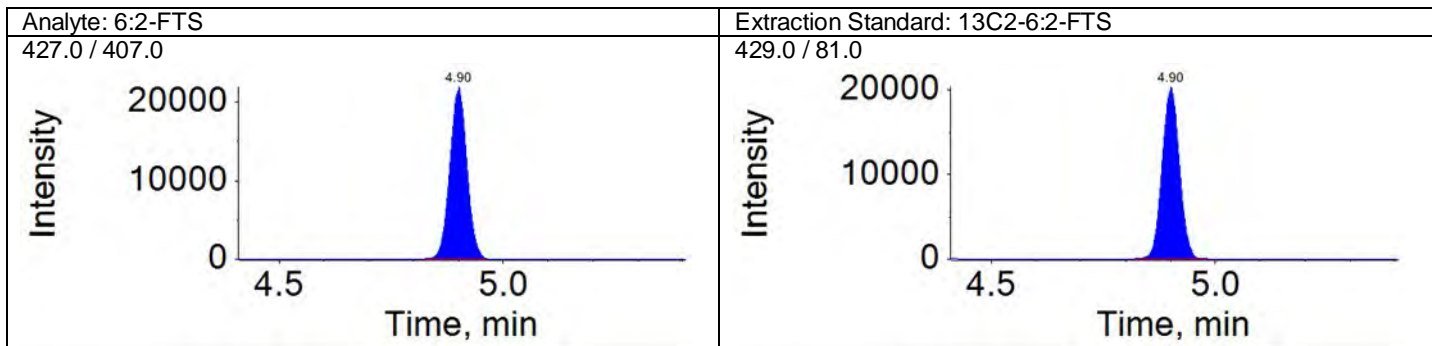 Analyte: 6:2-FTS
427.0 / 407.0
4.90
20000
10000
0
Intensity
4.5 5.0
Time, min
Extraction Standard: 13C2-6:2-FTS
429.0 / 81.0
4.90
20000
10000
0
Intensity
4.5 5.0
Time, min